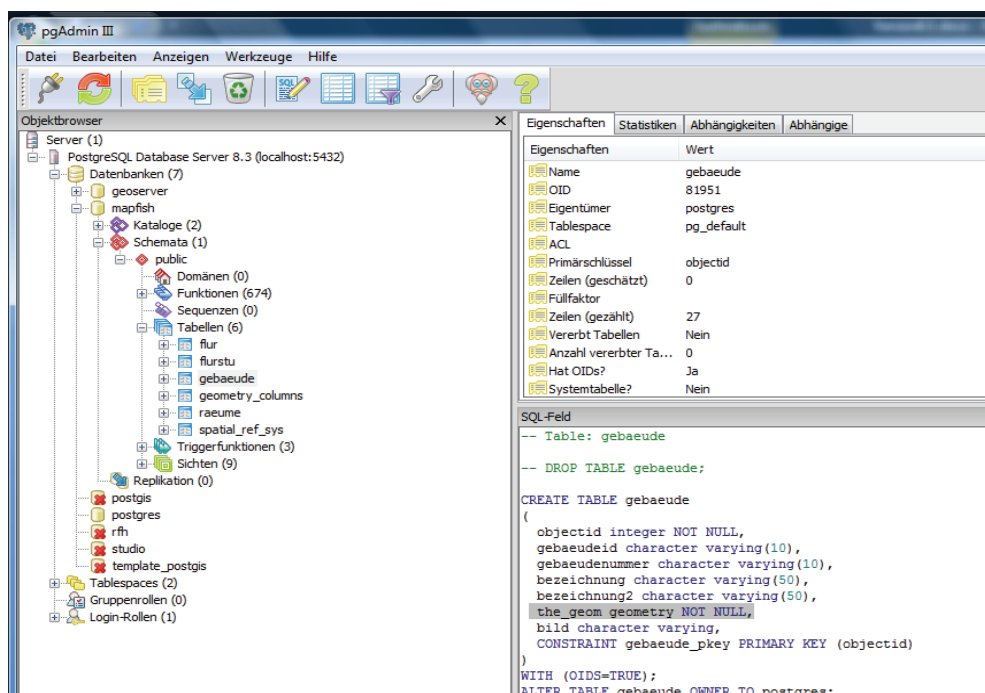 pgAdmin III
Datei Bearbeiten Anzeigen Werkzeuge Hilfe
SQL
Objektbrowser
Server (1)
PostgreSQL Database Server 8.3 (localhost:5432)
Datenbanken (7)
geoserver
mapfish
Kataloge (2)
Schemata (1)
public
Domänen (0)
Funktionen (674)
Sequenzen (0)
Tabellen (6)
flur
flurstu
gebaeude
geometry_columns
raeume
spatial_ref_sys
Triggerfunktionen (3)
Sichten (9)
Replikation (0)
postgis
postgres
rfh
studio
template_postgis
Tablespaces (2)
Gruppenrollen (0)
Login-Rollen (1)
Eigenschaften Statistiken Abhängigkeiten Abhängige
Eigenschaften Wert
Name gebaeude
OID 81951
Eigentümer postgres
Tablespace pg_default
ACL
Primärschlüssel objectid
Zeilen (geschätzt) 0
Füllfaktor
Zeilen (gezählt) 27
Vererbt Tabellen Nein
Anzahl vererbter Ta... 0
Hat OIDs? Ja
Systemtabelle? Nein
SQL-Feld
-- Table: gebaeude
-- DROP TABLE gebaeude;
CREATE TABLE gebaeude
(
objectid integer NOT NULL,
gebaeudeid character varying(10),
gebaeudenummer character varying(10),
bezeichnung character varying(50),
bezeichnung2 character varying(50),
the_geom geometry NOT NULL,
bild character varying,
CONSTRAINT gebaeude_pkey PRIMARY KEY (objectid)
)
WITH (OIDS=TRUE);
ALTER TABLE gebaeude OWNER TO postgres;